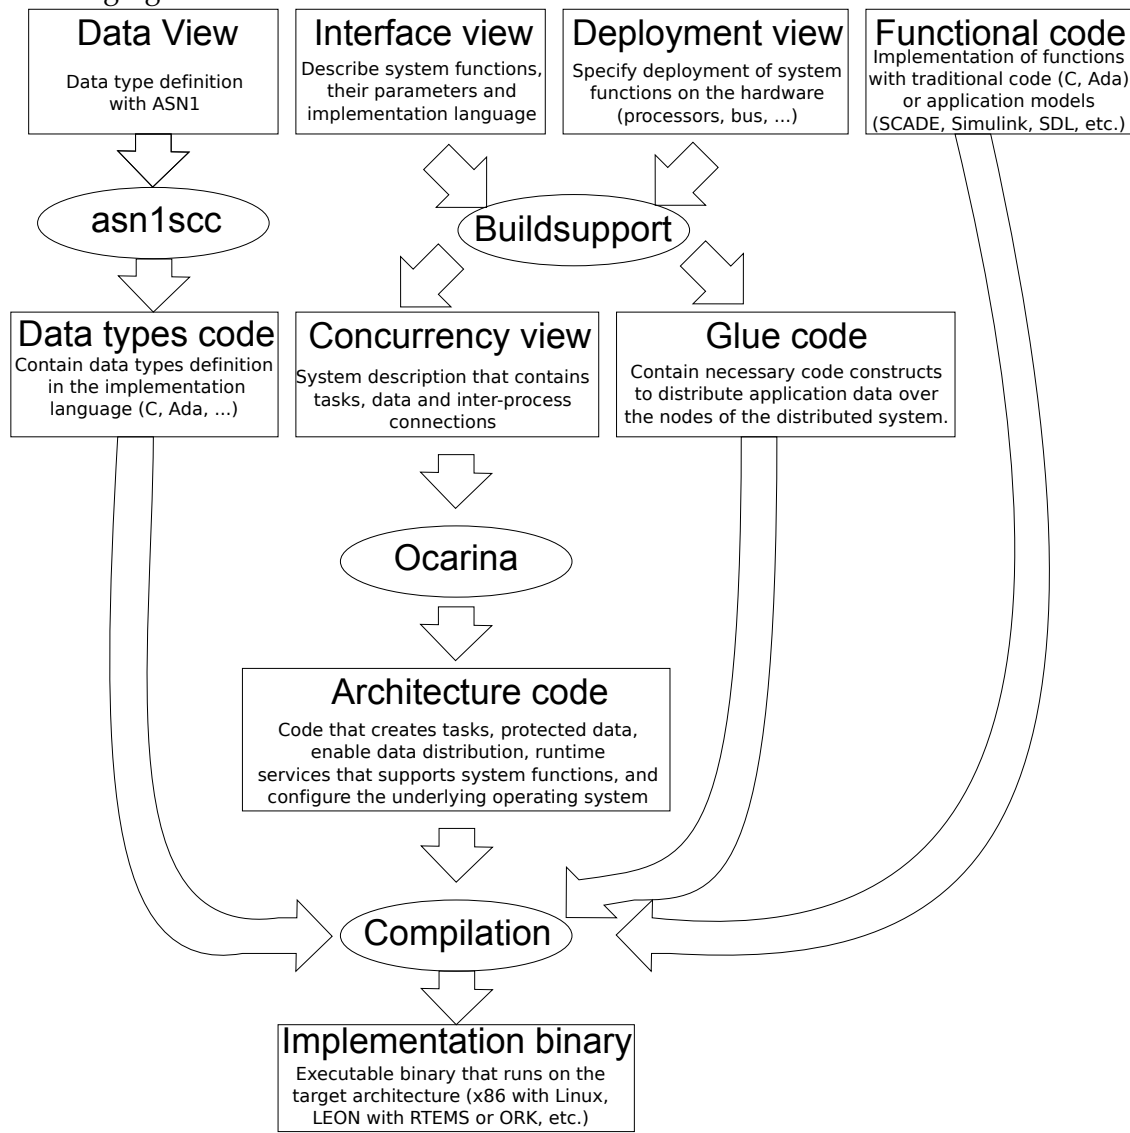 Data View
Data type definition
with ASN1
Interface view
Describe system functions,
their parameters and
implementation language
Deployment view
Specify deployment of system
functions on the hardware
(processors, bus, ...)
Functional code
Implementation of functions
with traditional code (C, Ada)
or application models
(SCADE, Simulink, SDL, etc.)
asn1scc
Buildsupport
Data types code
Contain data types definition
in the implementation
language (C, Ada, ...)
Concurrency view
System description that contains
tasks, data and inter-process
connections
Glue code
Contain necessary code constructs
to distribute application data over
the nodes of the distributed system.
Ocarina
Architecture code
Code that creates tasks, protected data,
enable data distribution, runtime
services that supports system functions, and
configure the underlying operating system
Compilation
Implementation binary
Executable binary that runs on the
target architecture (x86 with Linux,
LEON with RTEMS or ORK, etc.)